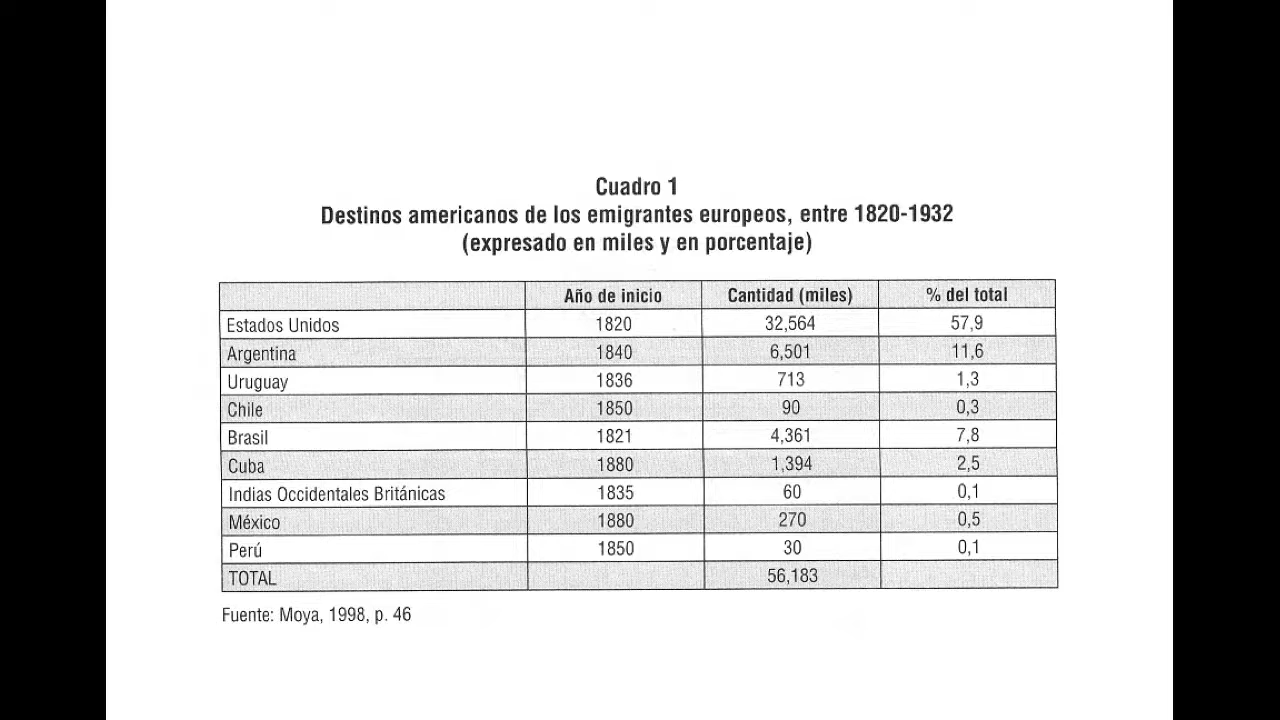 Cuadro 1
Destinos americanos de los emigrantes europeos, entre 1820-1932
(expresado en miles y en porcentaje)
Año de inicio Cantidad (miles) % del total
Estados Unidos 1820 32,564 57,9
Argentina 1840 6,501 11,6
Uruguay 1836 713 1,3
Chile 1850 90 0,3
Brasil 1821 4,361 7,8
Cuba 1880 1,394 2,5
Indias Occidentales Británicas 1835 60 0,1
México 1880 270 0,5
Perú 1850 30 0,1
TOTAL 56,183
Fuente: Moya, 1998, p. 46